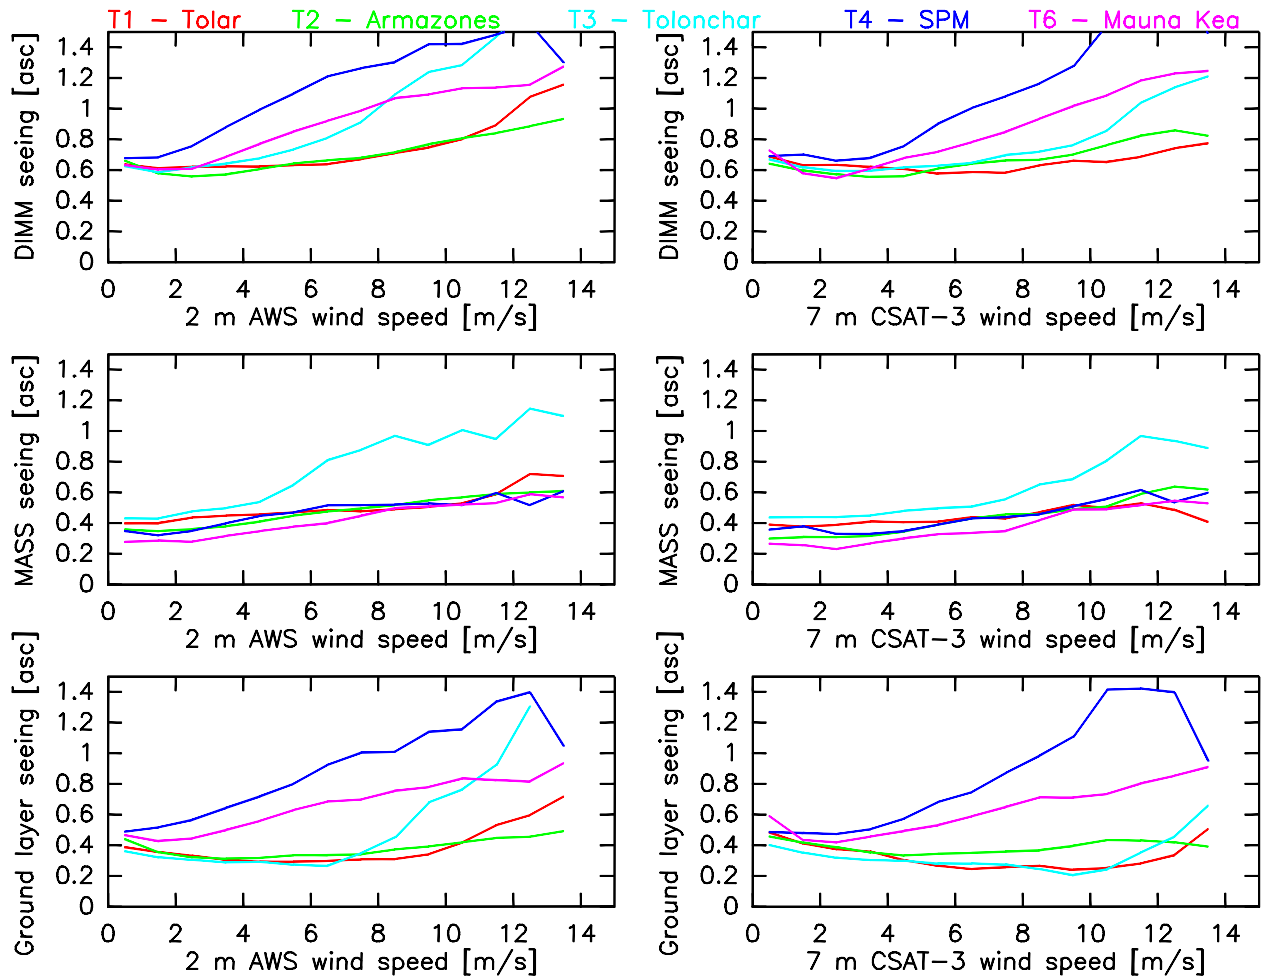 T1 – Tolar T2 – Armazones T3 – Tolonchar T4 – SPM T6 – Mauna Kea
DIMM seeing [asc]
1.4
1.2
1
0.8
0.6
0.4
0.2
0
0 2 4 6 8 10 12 14
2 m AWS wind speed [m/s]
DIMM seeing [asc]
1.4
1.2
1
0.8
0.6
0.4
0.2
0
0 2 4 6 8 10 12 14
7 m CSAT–3 wind speed [m/s]
MASS seeing [asc]
1.4
1.2
1
0.8
0.6
0.4
0.2
0
0 2 4 6 8 10 12 14
2 m AWS wind speed [m/s]
MASS seeing [asc]
1.4
1.2
1
0.8
0.6
0.4
0.2
0
0 2 4 6 8 10 12 14
7 m CSAT–3 wind speed [m/s]
Ground layer seeing [asc]
1.4
1.2
1
0.8
0.6
0.4
0.2
0
0 2 4 6 8 10 12 14
2 m AWS wind speed [m/s]
Ground layer seeing [asc]
1.4
1.2
1
0.8
0.6
0.4
0.2
0
0 2 4 6 8 10 12 14
7 m CSAT–3 wind speed [m/s]